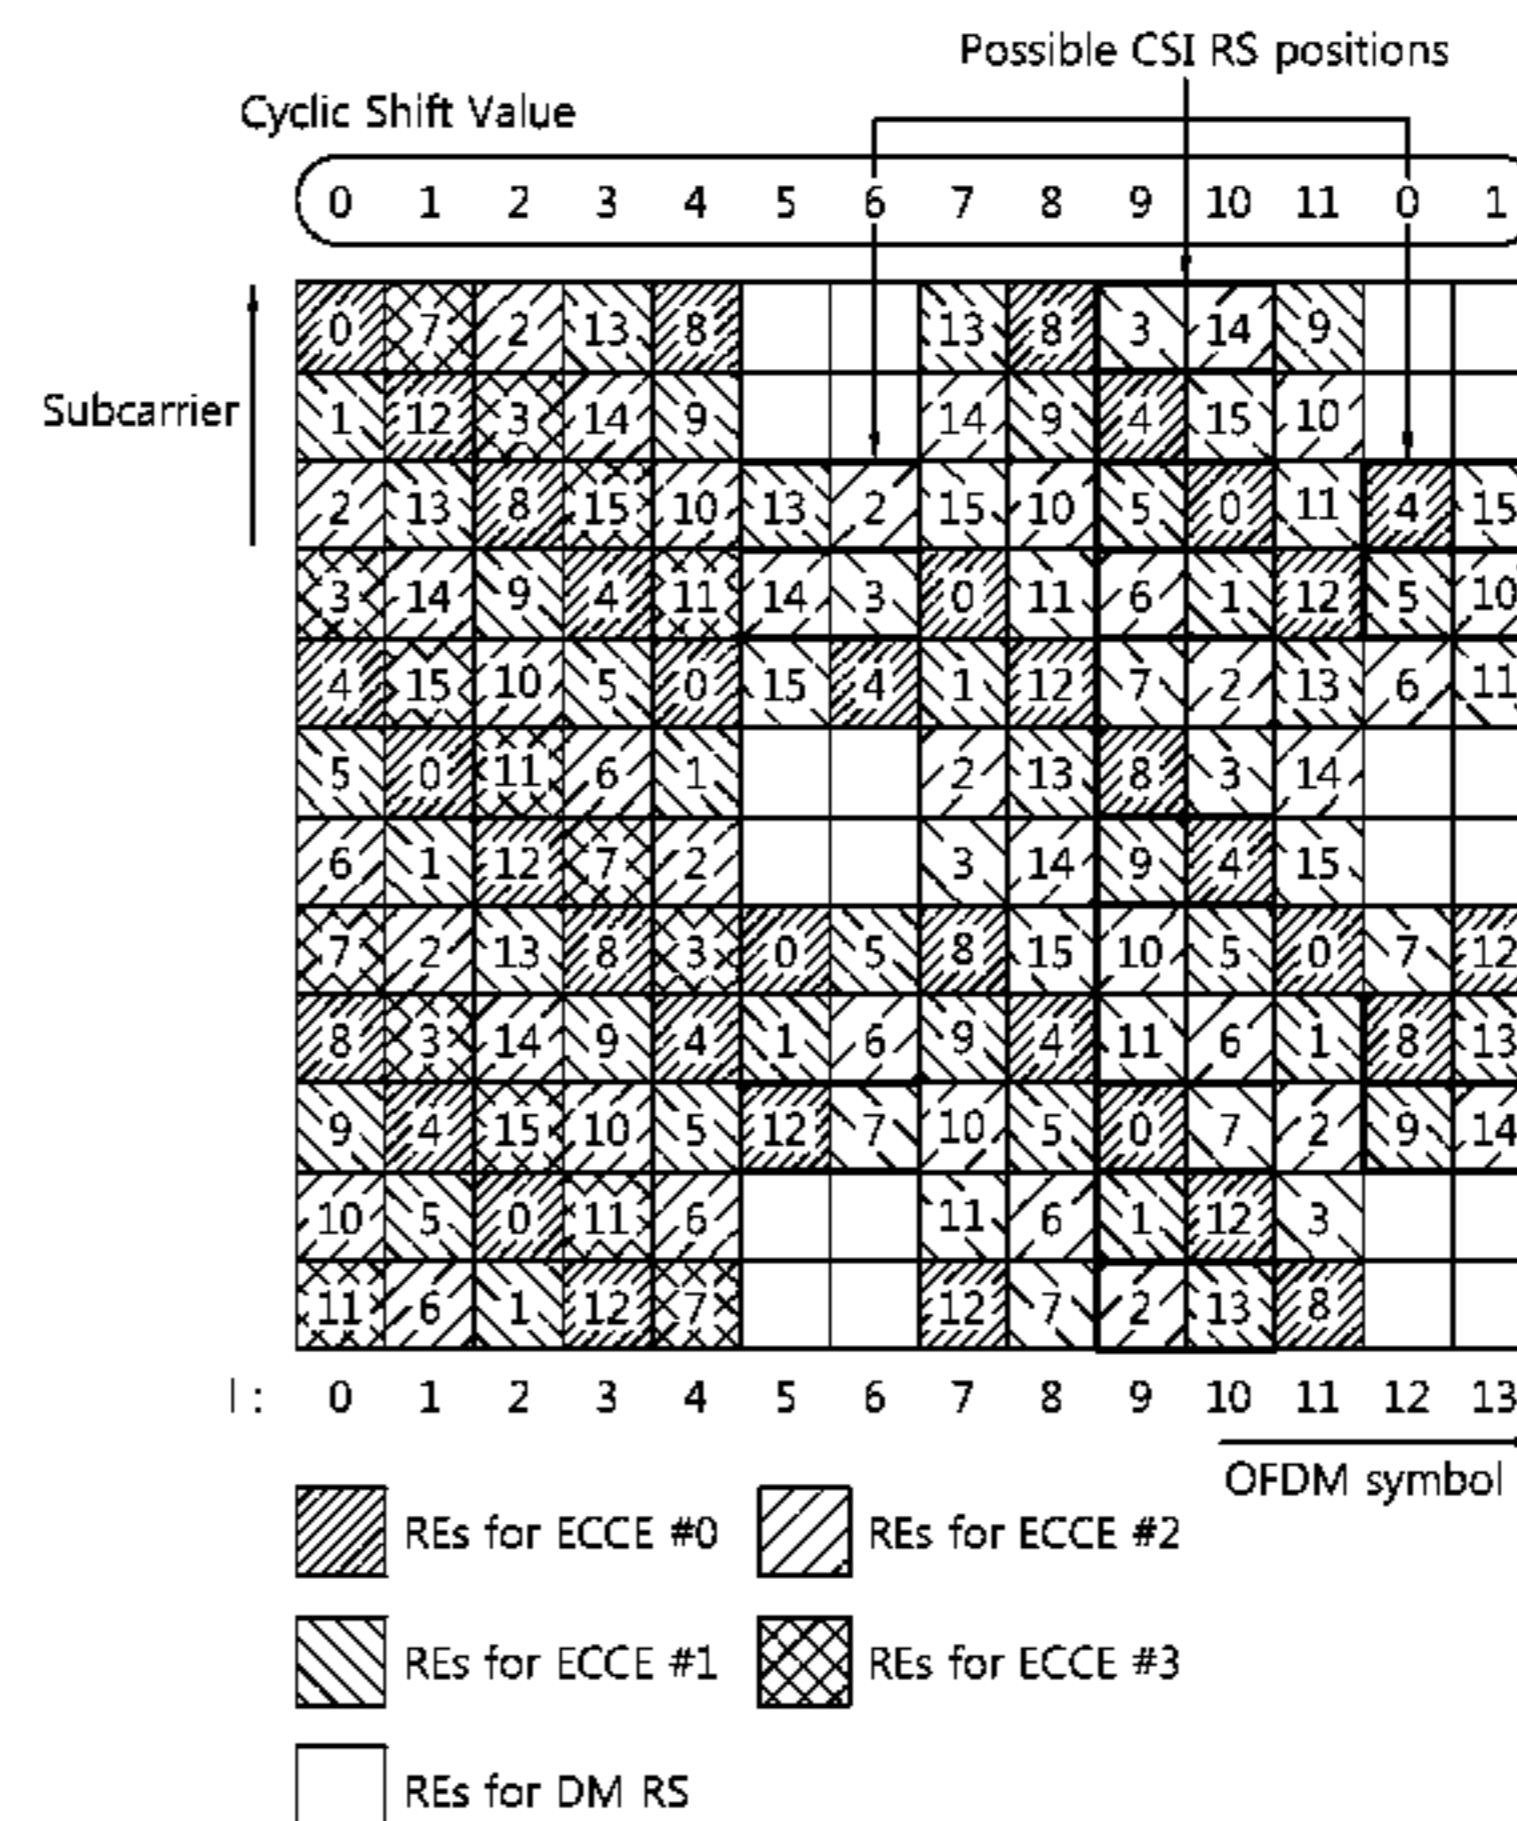 Possible CSI RS positions
Cyclic Shift Value
0 1 2 3 4 5 6 7 8 9 10 11 0 1
0 7 2 13 8 13 8 3 14 9
Subcarrier 1 12 3 14 9 14 9 4 15 10
2 13 8 15 10 13 2 15 10 5 0 11 4 15
3 14 9 4 11 14 3 0 11 6 1 12 5 10
4 15 10 5 0 15 4 1 12 7 2 13 6 11
5 0 11 6 1 2 13 8 3 14
6 1 12 7 2 3 14 9 4 15
7 2 13 8 3 0 5 8 15 10 5 0 7 12
8 3 14 9 4 1 6 9 4 11 6 1 8 13
9 4 15 10 5 12 7 10 5 0 7 2 9 14
10 5 0 11 6 11 6 1 12 3
11 6 1 12 7 12 7 2 13 8
l : 0 1 2 3 4 5 6 7 8 9 10 11 12 13
OFDM symbol
REs for ECCE #0 REs for ECCE #2
REs for ECCE #1 REs for ECCE #3
REs for DM RS